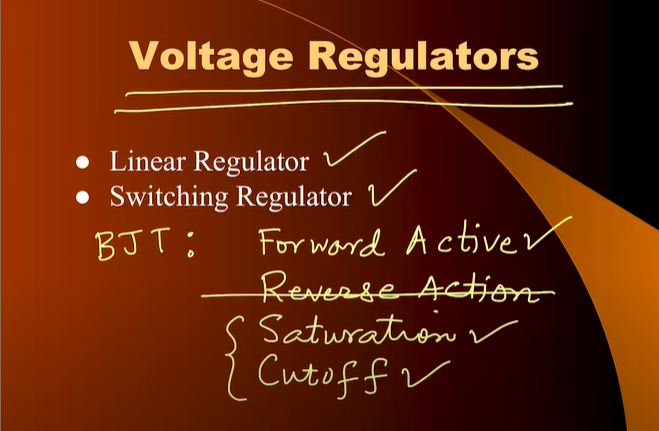 Voltage Regulators
Linear Regulator
Switching Regulator
BJT: Forward Active
Reverse Action
Saturation
Cutoff